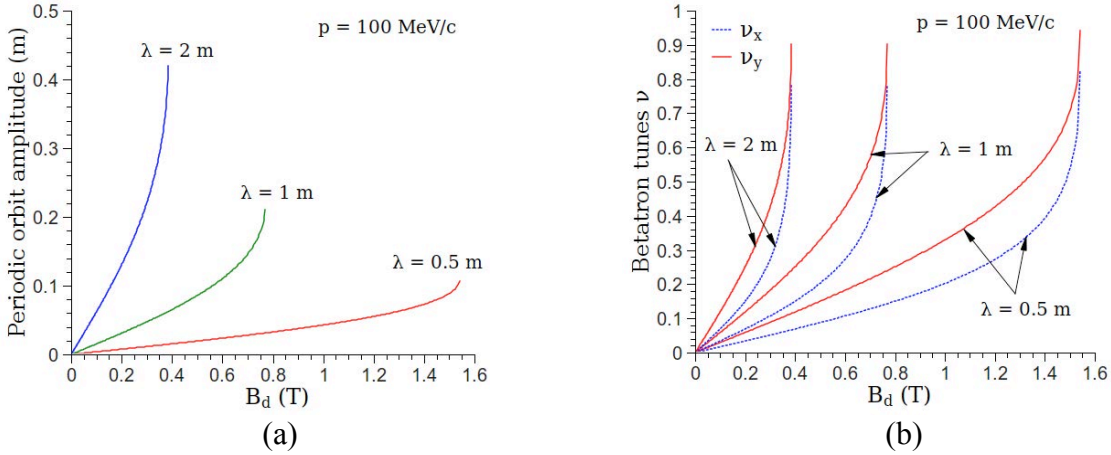 0.5
0.4
0.3
0.2
0.1
0
Periodic orbit amplitude (m)
p = 100 MeV/c
λ = 2 m
λ = 1 m
λ = 0.5 m
0 0.2 0.4 0.6 0.8 1 1.2 1.4 1.6
B_d (T)
(a)
1
0.9
0.8
0.7
0.6
0.5
0.4
0.3
0.2
0.1
0
Betatron tunes ν
ν_x
ν_y
p = 100 MeV/c
λ = 2 m
λ = 1 m
λ = 0.5 m
0 0.2 0.4 0.6 0.8 1 1.2 1.4 1.6
B_d (T)
(b)